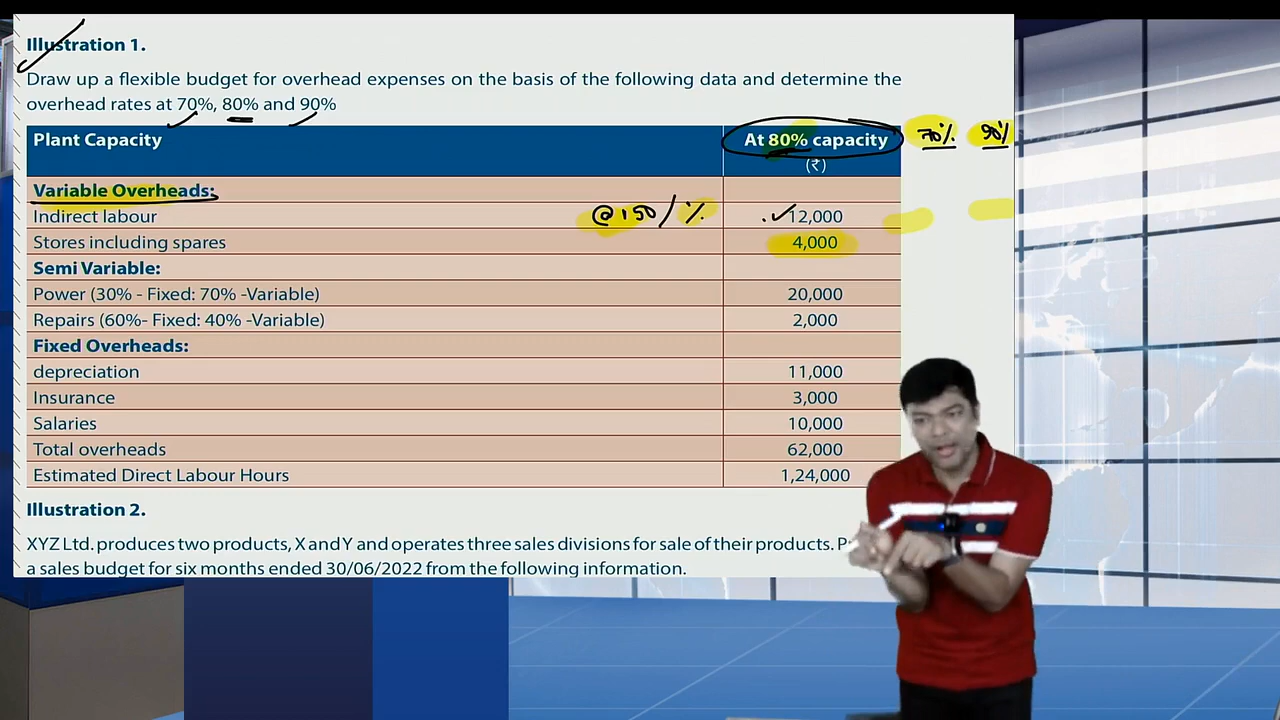 Illustration 1.
Draw up a flexible budget for overhead expenses on the basis of the following data and determine the
overhead rates at 70%, 80% and 90%
Plant Capacity At 80% capacity 70% 90%
(₹)
Variable Overheads:
Indirect labour @150/% 12,000
Stores including spares 4,000
Semi Variable:
Power (30% - Fixed: 70% -Variable) 20,000
Repairs (60%- Fixed: 40% -Variable) 2,000
Fixed Overheads:
depreciation 11,000
Insurance 3,000
Salaries 10,000
Total overheads 62,000
Estimated Direct Labour Hours 1,24,000
Illustration 2.
XYZ Ltd. produces two products, X and Y and operates three sales divisions for sale of their products.
a sales budget for six months ended 30/06/2022 from the following information.